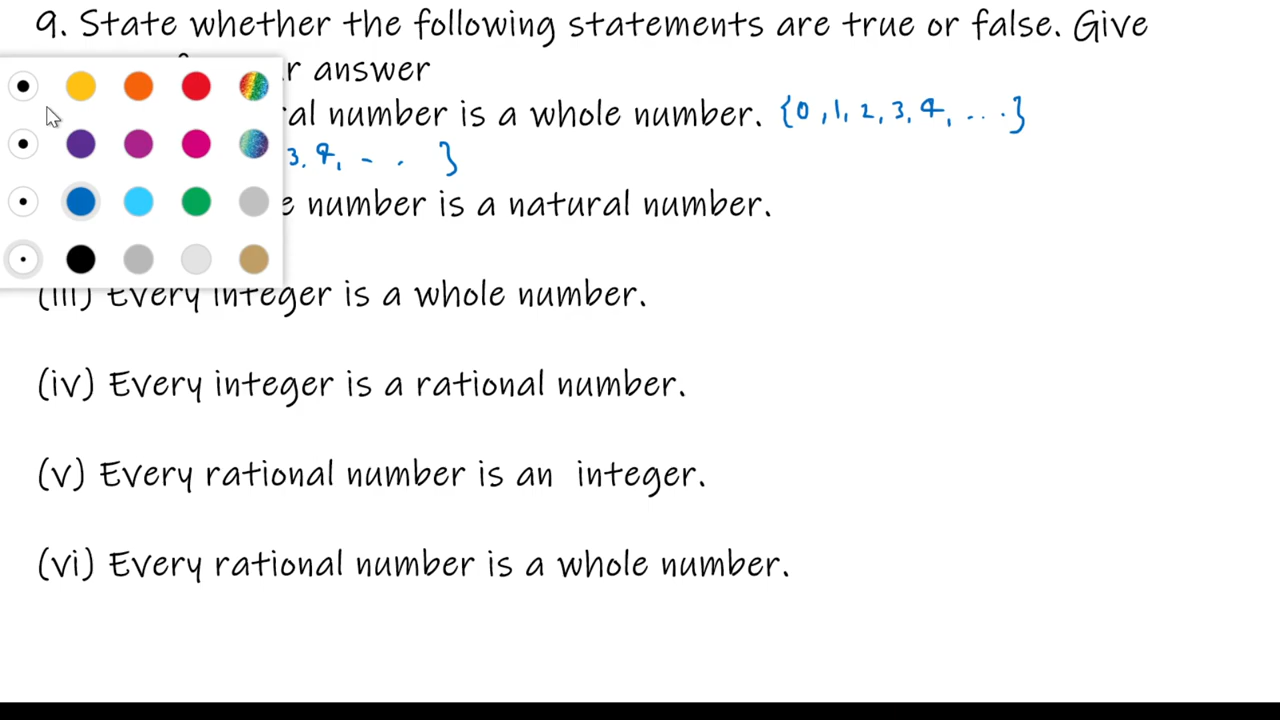 9. State whether the following statements are true or false. Give
answer
number is a whole number. {0, 1, 2, 3, 4, ...}
3, 4, - . }
number is a natural number.
(iii) Every integer is a whole number.
(iv) Every integer is a rational number.
(v) Every rational number is an integer.
(vi) Every rational number is a whole number.